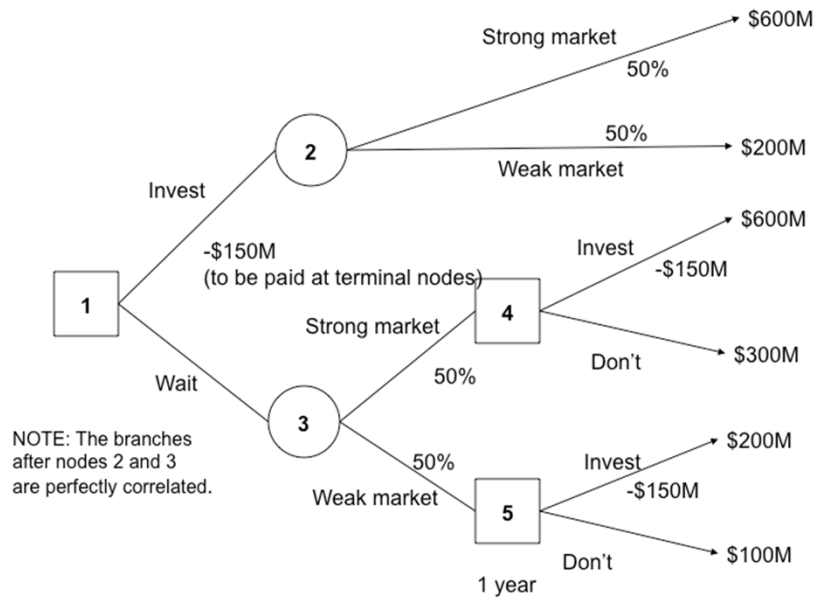 $600M
Strong market
50%
2
50%
$200M
Weak market
Invest
$600M
Invest
-$150M
-$150M
(to be paid at terminal nodes)
1
4
Strong market
$300M
Don't
Wait
50%
3
NOTE: The branches
after nodes 2 and 3
are perfectly correlated.
$200M
50%
Invest
-$150M
Weak market
5
$100M
Don't
1 year